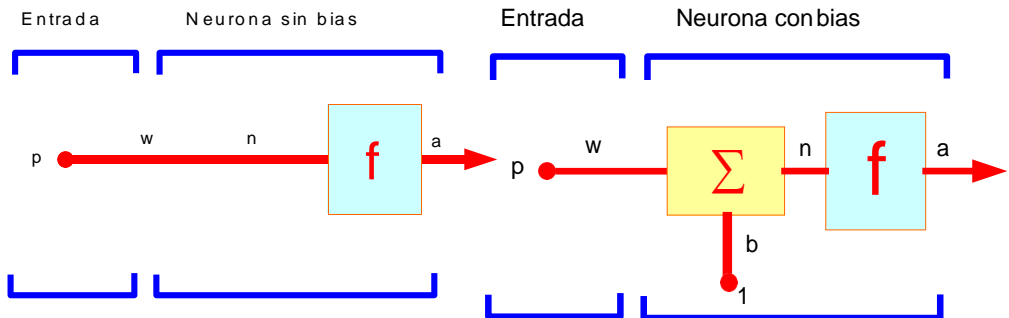 Entrada
Neurona sin bias
p
w
n
f
a
Entrada
Neurona con bias
p
w
Σ
n
f
a
b
1